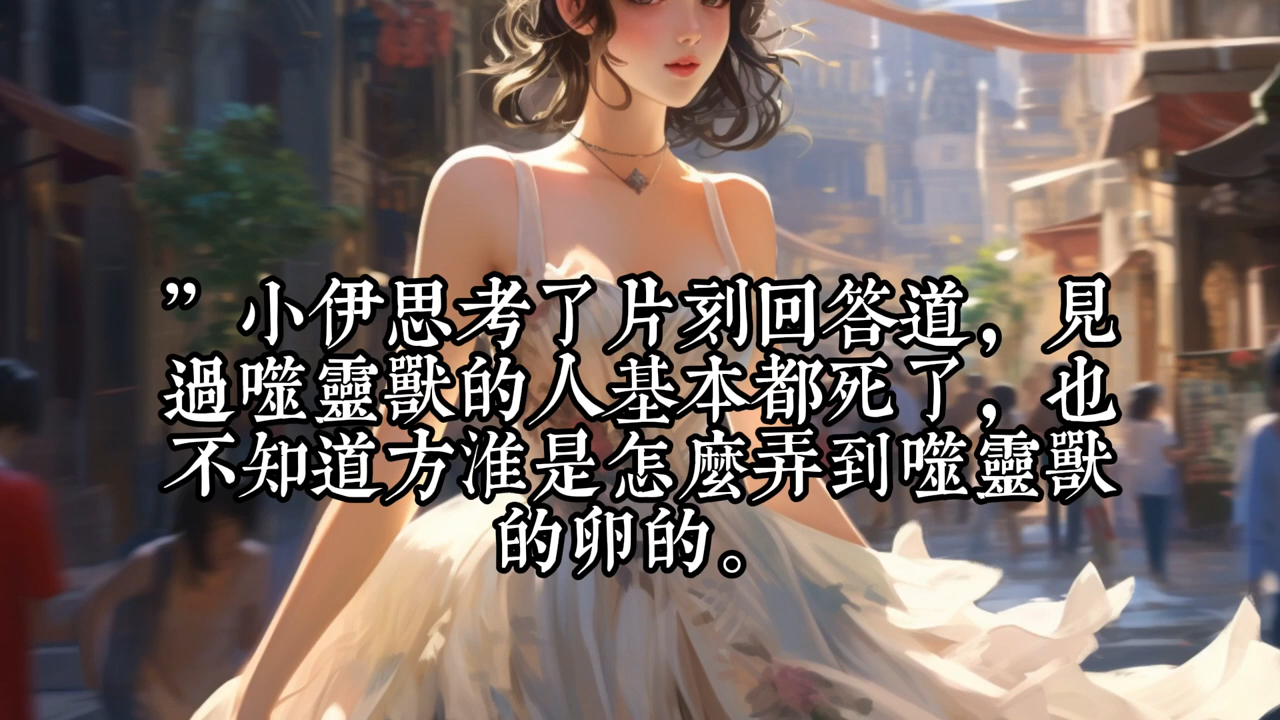 ”小伊思考了片刻回答道，見
過噬靈獸的人基本都死了，也
不知道方淮是怎麼弄到噬靈獸
的卵的。